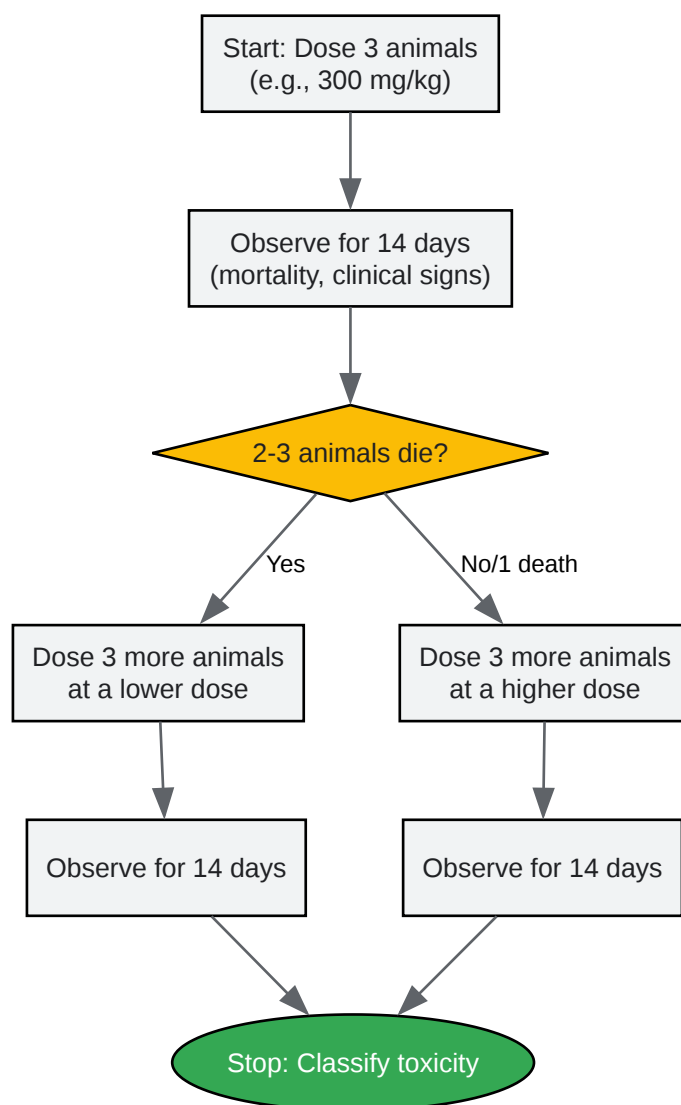 Start: Dose 3 animals
(e.g., 300 mg/kg)
Observe for 14 days
(mortality, clinical signs)
2-3 animals die?
Yes
No/1 death
Dose 3 more animals
at a lower dose
Dose 3 more animals
at a higher dose
Observe for 14 days
Observe for 14 days
Stop: Classify toxicity